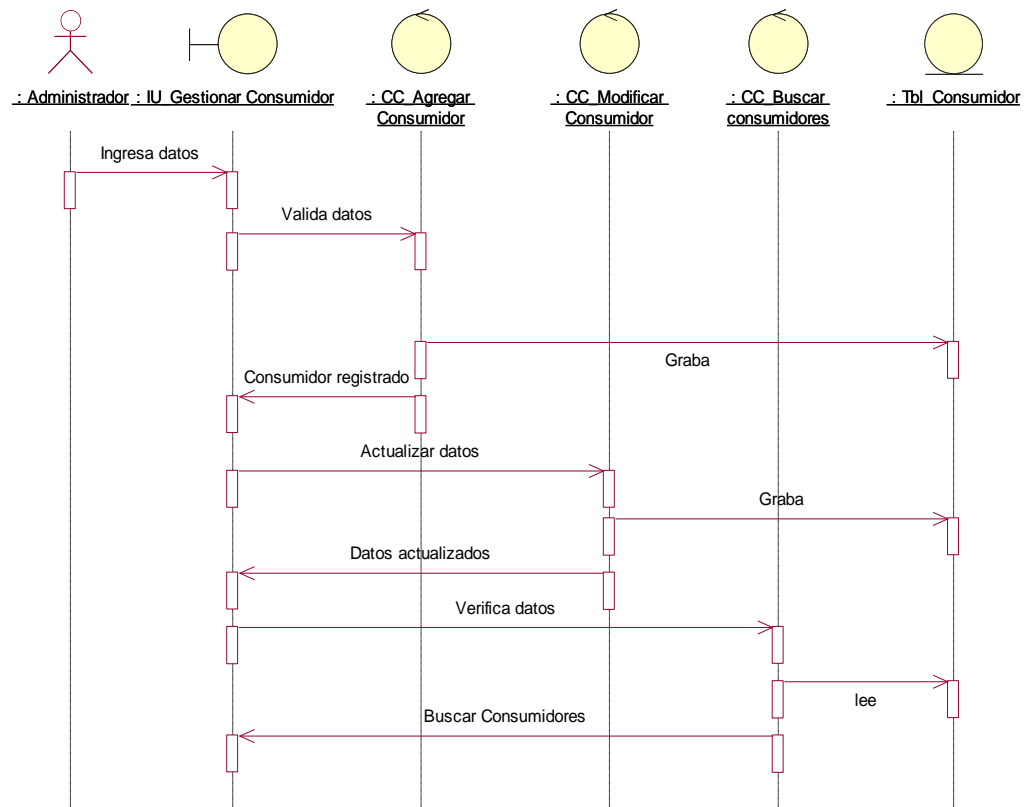 : Administrador
: IU_Gestionar Consumidor
: CC_Agregar
Consumidor
: CC_Modificar
Consumidor
: CC_Buscar
consumidores
: Tbl_Consumidor
Ingresa datos
Valida datos
Graba
Consumidor registrado
Actualizar datos
Graba
Datos actualizados
Verifica datos
lee
Buscar Consumidores